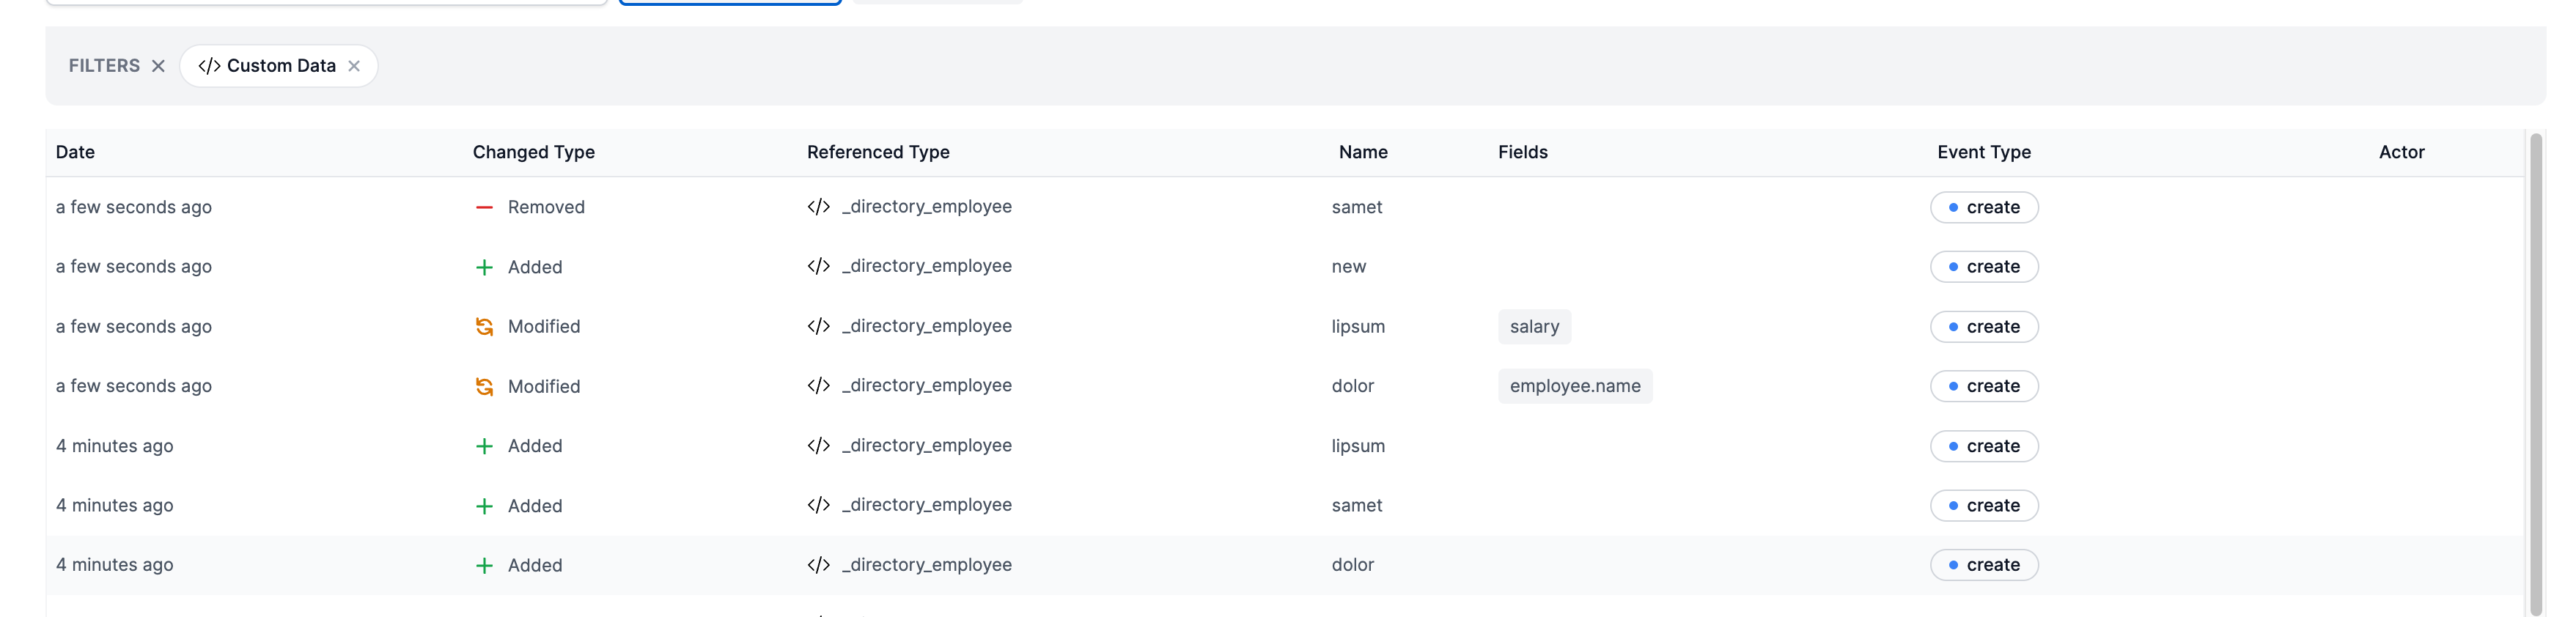 FILTERS Custom Data
Date Changed Type Referenced Type Name Fields Event Type Actor
a few seconds ago Removed _directory_employee samet create
a few seconds ago Added _directory_employee new create
a few seconds ago Modified _directory_employee lipsum salary create
a few seconds ago Modified _directory_employee dolor employee.name create
4 minutes ago Added _directory_employee lipsum create
4 minutes ago Added _directory_employee samet create
4 minutes ago Added _directory_employee dolor create